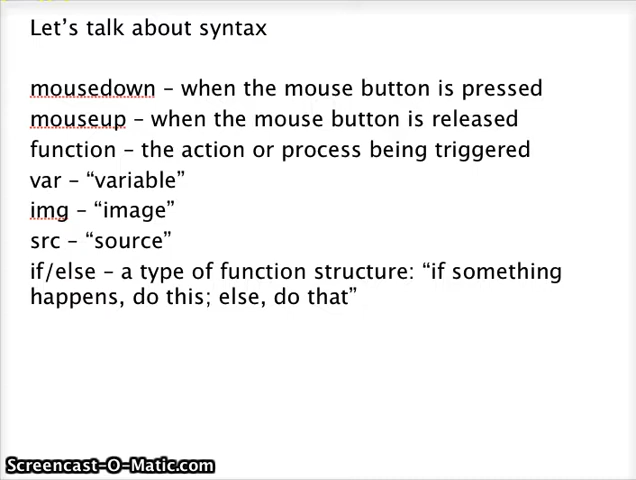 Let's talk about syntax
mousedown – when the mouse button is pressed
mouseup – when the mouse button is released
function – the action or process being triggered
var – “variable”
img – “image”
src – “source”
if/else – a type of function structure: “if something
happens, do this; else, do that”
Screencast-O-Matic.com